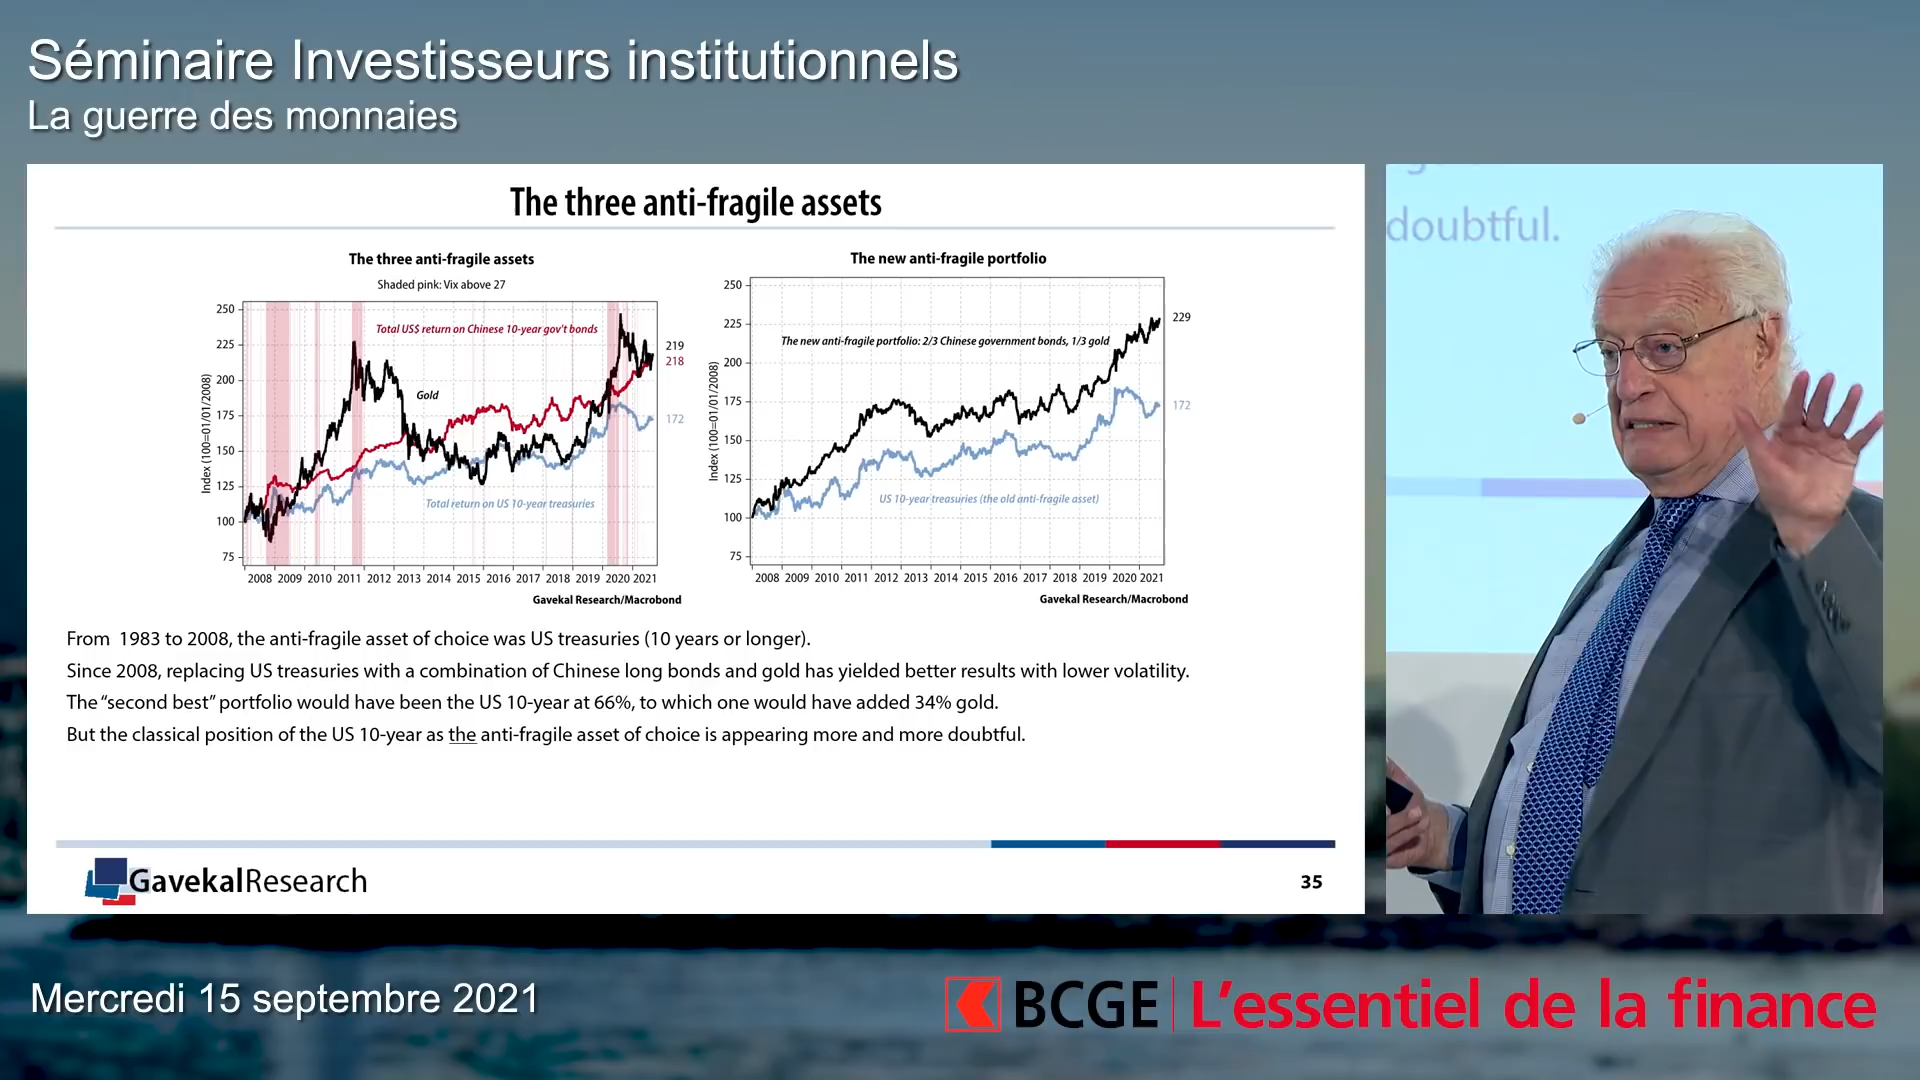 Séminaire Investisseurs institutionnels
La guerre des monnaies
The three anti-fragile assets
The three anti-fragile assets
Shaded pink: Vix above 27
250
225
200
175
150
125
100
75
Index (100=01/01/2008)
Total US$ return on Chinese 10-year gov't bonds
Gold
Total return on US 10-year treasuries
219
218
172
2008 2009 2010 2011 2012 2013 2014 2015 2016 2017 2018 2019 2020 2021
Gavekal Research/Macrobond
The new anti-fragile portfolio
250
225
200
175
150
125
100
75
Index (100=01/01/2008)
The new anti-fragile portfolio: 2/3 Chinese government bonds, 1/3 gold
US 10-year treasuries (the old anti-fragile asset)
229
172
2008 2009 2010 2011 2012 2013 2014 2015 2016 2017 2018 2019 2020 2021
Gavekal Research/Macrobond
From 1983 to 2008, the anti-fragile asset of choice was US treasuries (10 years or longer).
Since 2008, replacing US treasuries with a combination of Chinese long bonds and gold has yielded better results with lower volatility.
The “second best” portfolio would have been the US 10-year at 66%, to which one would have added 34% gold.
But the classical position of the US 10-year as the anti-fragile asset of choice is appearing more and more doubtful.
GavekalResearch
35
doubtful.
Mercredi 15 septembre 2021
BCGE L’essentiel de la finance